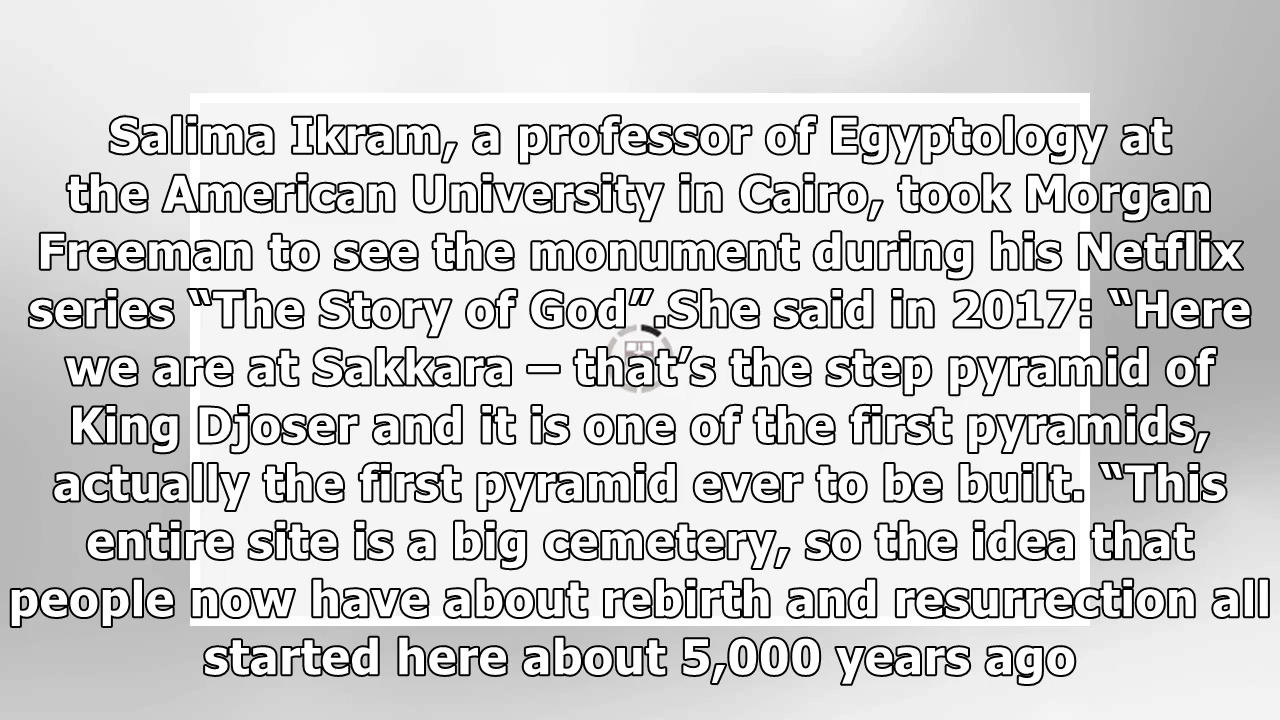 Salima Ikram, a professor of Egyptology at
the American University in Cairo, took Morgan
Freeman to see the monument during his Netflix
series “The Story of God”.She said in 2017: “Here
we are at Sakkara – that’s the step pyramid of
King Djoser and it is one of the first pyramids,
actually the first pyramid ever to be built. “This
entire site is a big cemetery, so the idea that
people now have about rebirth and resurrection all
started here about 5,000 years ago